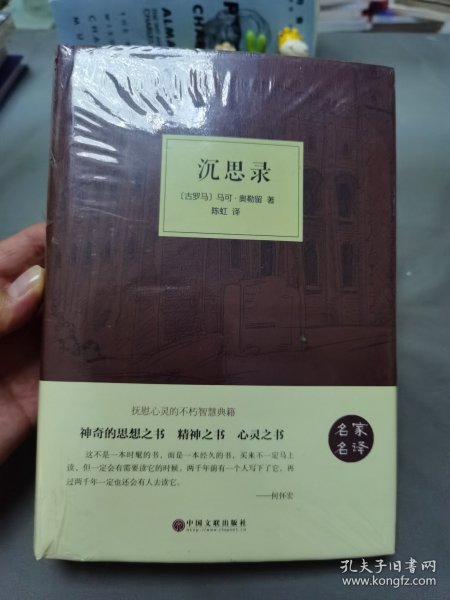 ALMA
沉思录
〔古罗马〕马可·奥勒留 著
陈虹 译
抚慰心灵的不朽智慧典籍
神奇的思想之书 精神之书 心灵之书
名家
名译
这不是一本时髦的书，而是一本经久的书，买来不一定马上
读，但一定会有需要读它的时候。两千年前有一个人写下了它，再
过两千年一定也还会有人去读它。
——何怀宏
中国文联出版社
http://www.clapnet.cn
孔夫子旧书网
www.kongfz.com